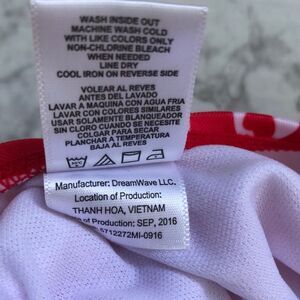 WASH INSIDE OUT
MACHINE WASH COLD
WITH LIKE COLORS ONLY
NON-CHLORINE BLEACH
WHEN NEEDED
LINE DRY
COOL IRON ON REVERSE SIDE
VOLEAR AL REVES
ANTES DEL LAVADO
LAVAR A MAQUINA CON AGUA FRIA
LAVAR CON COLORES SIMILARES
USAR SOLAMENTE BLANQUEADOR
SIN CLORO CUANDO SE NECESITA
COLGAR PARA SECAR
PLANCHAR A TEMPERATURA
BAJA AL REVES
Manufacturer: DreamWave LLC.
Location of Production:
THANH HOA, VIETNAM
of Production: SEP, 2016
5712272MI-0916